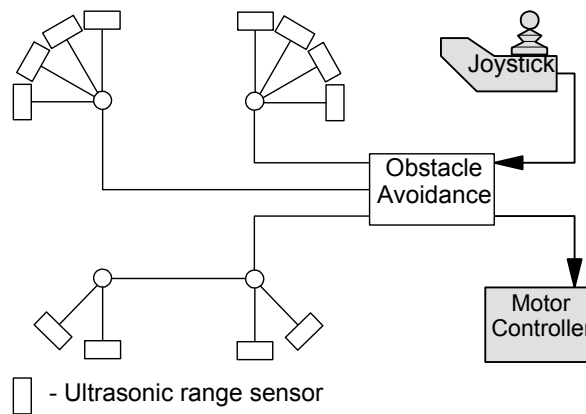 Joystick
Obstacle
Avoidance
Motor
Controller
- Ultrasonic range sensor